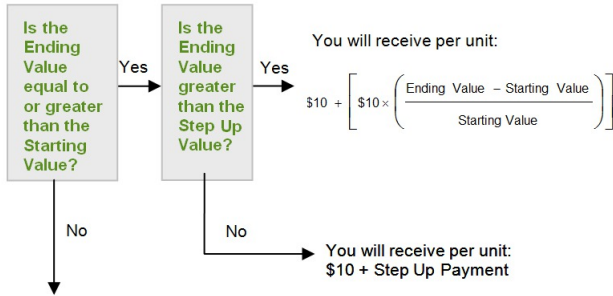 Is the
Ending
Value
equal to
or greater
than the
Starting
Value?
Yes
Is the
Ending
Value
greater
than the
Step Up
Value?
Yes
You will receive per unit:
$10 + [ $10 × ( Ending Value – Starting Value
Starting Value ) ]
No
No
You will receive per unit:
$10 + Step Up Payment